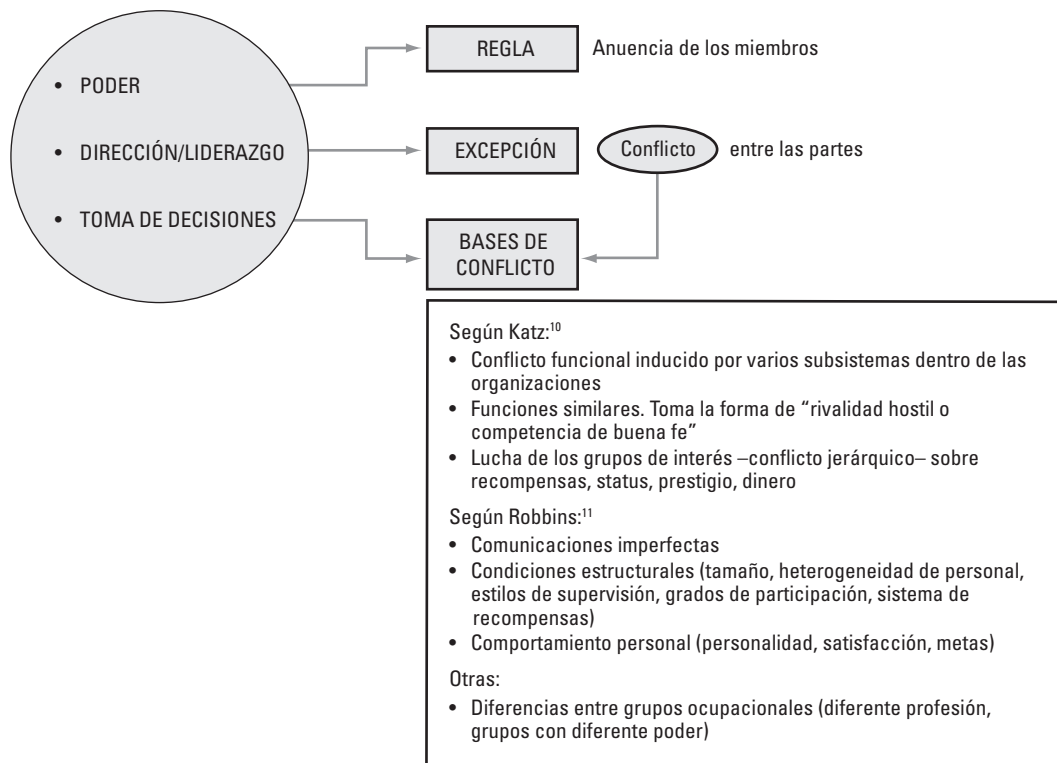 • PODER
• DIRECCIÓN/LIDERAZGO
• TOMA DE DECISIONES
REGLA
Anuencia de los miembros
EXCEPCIÓN
Conflicto
entre las partes
BASES DE
CONFLICTO
Según Katz:¹⁰
• Conflicto funcional inducido por varios subsistemas dentro de las
organizaciones
• Funciones similares. Toma la forma de “rivalidad hostil o
competencia de buena fe”
• Lucha de los grupos de interés –conflicto jerárquico– sobre
recompensas, status, prestigio, dinero
Según Robbins:¹¹
• Comunicaciones imperfectas
• Condiciones estructurales (tamaño, heterogeneidad de personal,
estilos de supervisión, grados de participación, sistema de
recompensas)
• Comportamiento personal (personalidad, satisfacción, metas)
Otras:
• Diferencias entre grupos ocupacionales (diferente profesión,
grupos con diferente poder)